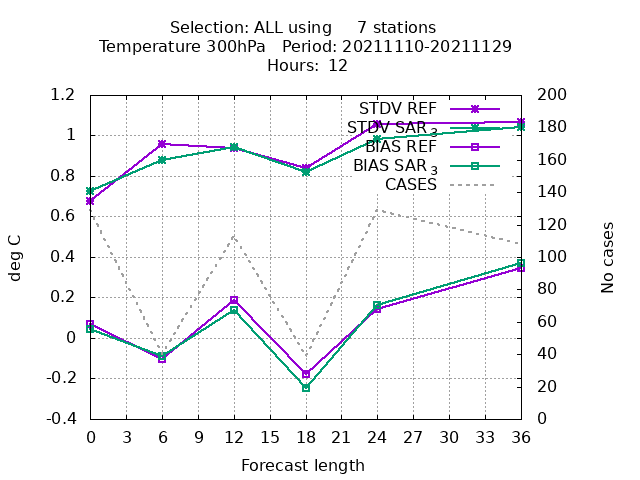 Selection: ALL using 7 stations
Temperature 300hPa Period: 20211110-20211129
Hours: 12
STDV REF
STDV SAR 3
BIAS REF
BIAS SAR 3
CASES
1.2
1
0.8
0.6
0.4
0.2
0
-0.2
-0.4
deg C
200
180
160
140
120
100
80
60
40
20
0
No cases
0 3 6 9 12 15 18 21 24 27 30 33 36
Forecast length